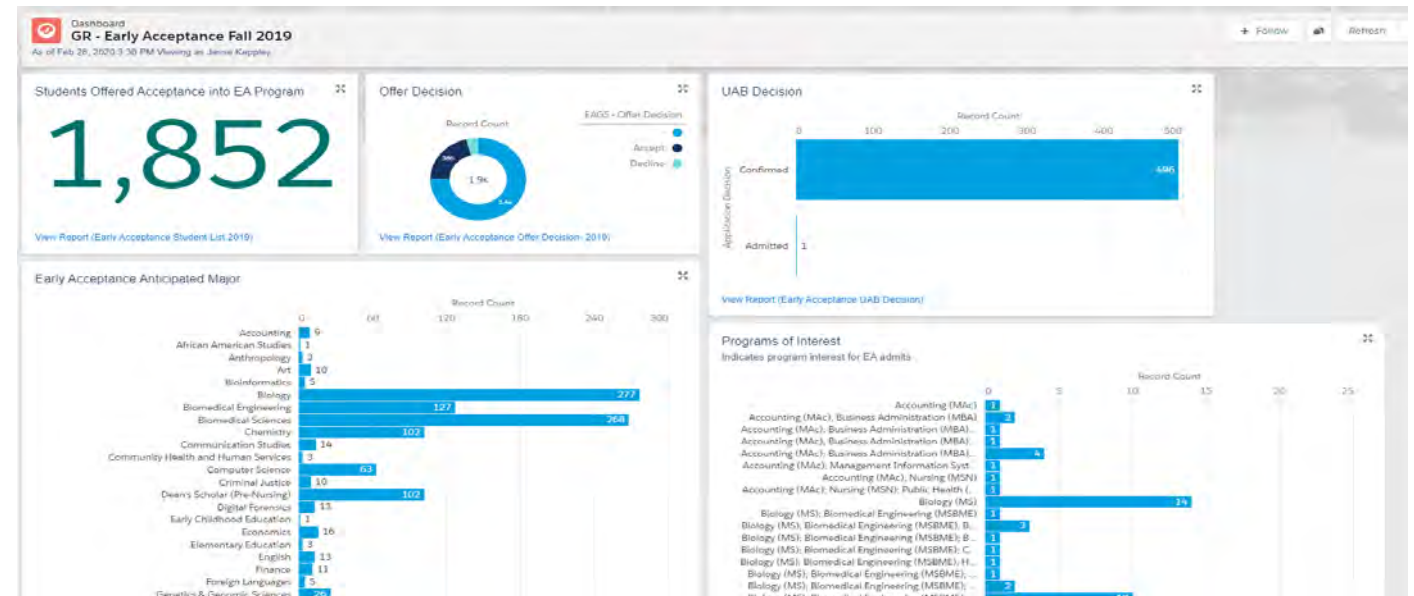 Dashboard
GR - Early Acceptance Fall 2019
As of Feb 28, 2020 3:30 PM Viewing as
+ Follow
Refresh
Students Offered Acceptance into EA Program
1,852
View Report (Early Acceptance Student List 2019)
Offer Decision
Record Count
EAGS - Offer Decision
-
Accept
Decline
1.9K
View Report (Early Acceptance Offer Decision- 2019)
UAB Decision
Record Count
0 100 200 300 400 500
Application Decision
Confirmed 496
Admitted 1
View Report (Early Acceptance UAB Decision)
Early Acceptance Anticipated Major
Record Count
0 60 120 180 240 300
Accounting 9
African American Studies 1
Anthropology
Art 10
Bioinformatics 5
Biology 277
Biomedical Engineering 127
Biomedical Sciences 268
Chemistry 102
Communication Studies 14
Community Health and Human Services 3
Computer Science 63
Criminal Justice 10
Dean's Scholar (Pre-Nursing) 102
Digital Forensics
Early Childhood Education 1
Economics 16
Elementary Education 3
English 13
Finance 11
Foreign Languages 5
Genetics & Genomic Sciences 26
Programs of Interest
Indicates program interest for EA admits
Record Count
0 5 10 15 20 25
Accounting (MAc) 1
Accounting (MAc); Business Administration (MBA) 2
Accounting (MAc); Business Administration (MBA)... 1
Accounting (MAc); Business Administration (MBA)... 1
Accounting (MAc); Business Administration (MBA)... 4
Accounting (MAc); Management Information Syst... 1
Accounting (MAc); Nursing (MSN) 1
Accounting (MAc); Nursing (MSN); Public Health (... 1
Biology (MS) 14
Biology (MS); Biomedical Engineering (MSBME) 1
Biology (MS); Biomedical Engineering (MSBME); B... 3
Biology (MS); Biomedical Engineering (MSBME); B... 1
Biology (MS); Biomedical Engineering (MSBME); C... 1
Biology (MS); Biomedical Engineering (MSBME); H... 1
Biology (MS); Biomedical Engineering (MSBME); ... 1
Biology (MS); Biomedical Engineering (MSBME); ... 2